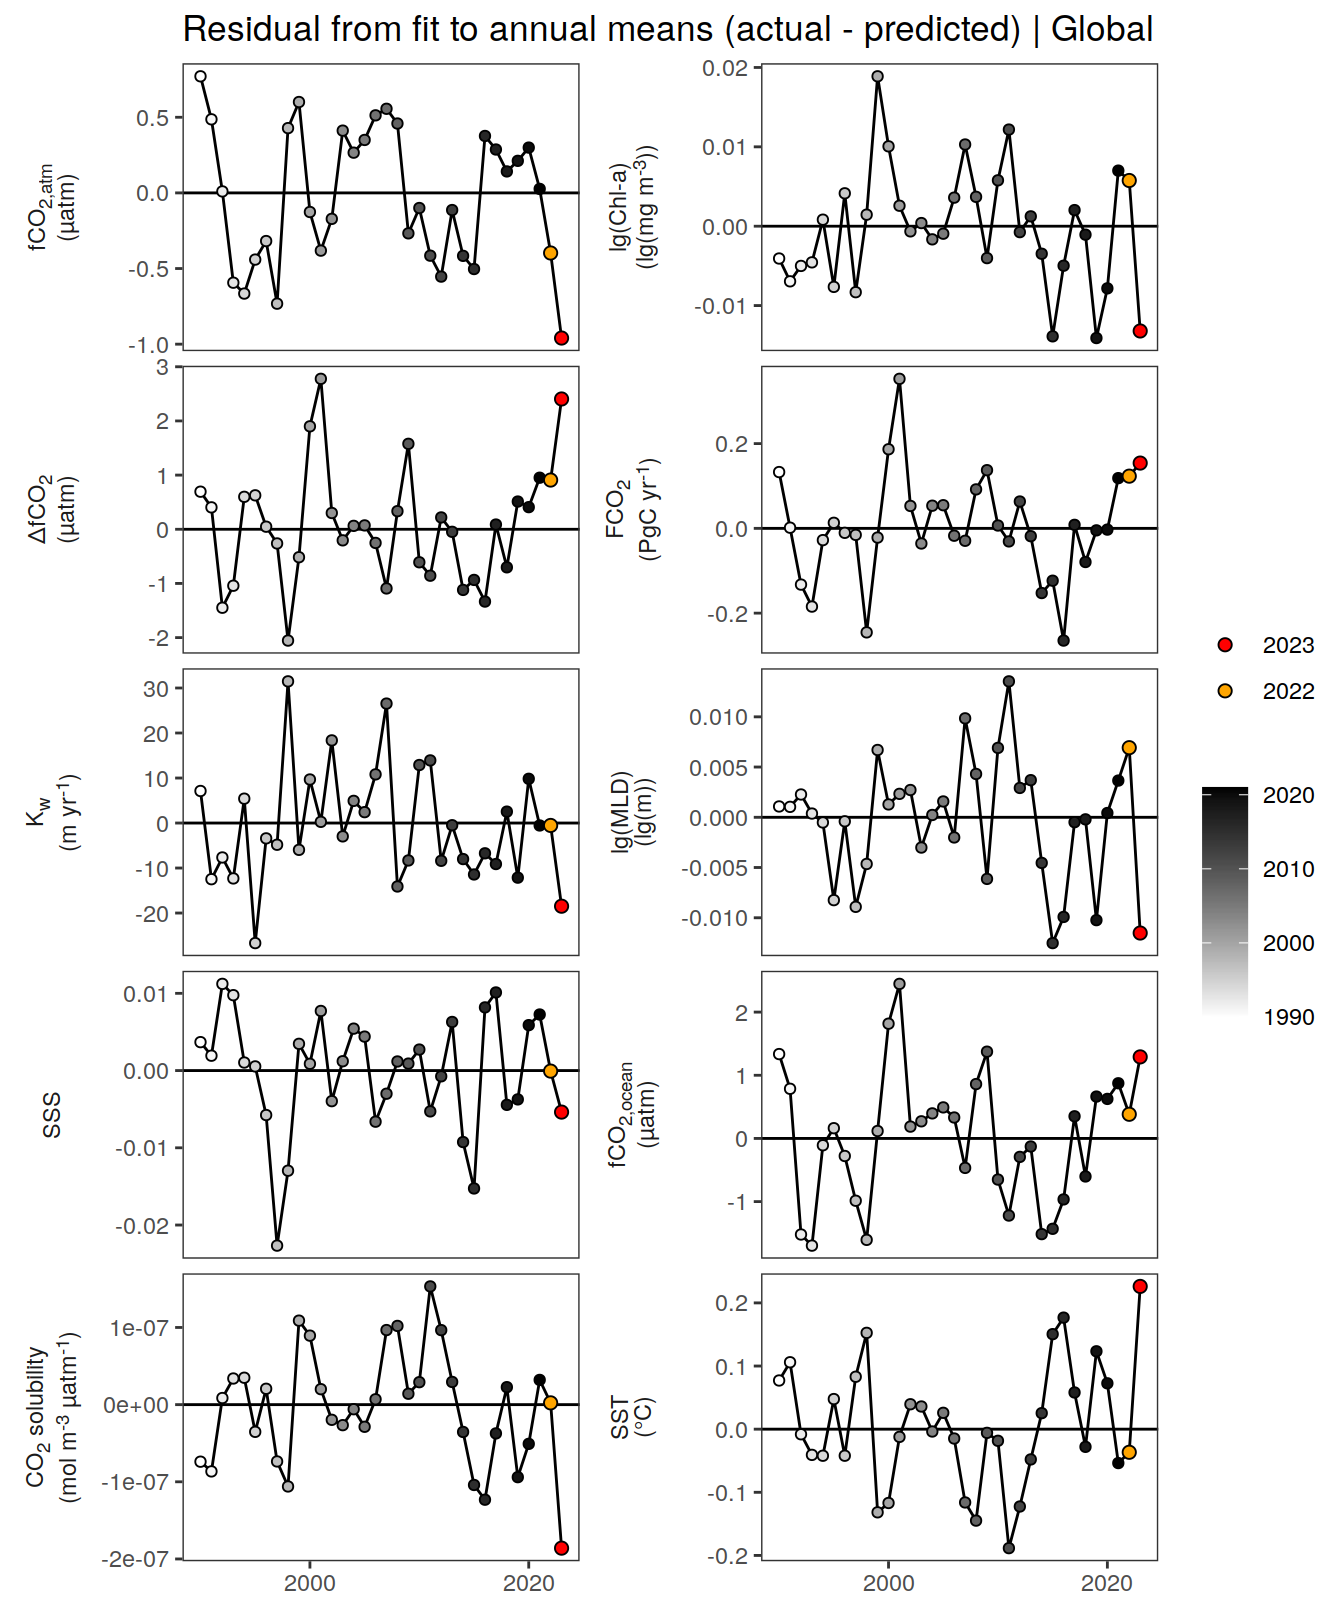 Residual from fit to annual means (actual - predicted) | Global
fCO2,atm
(µatm)
0.5
0.0
-0.5
-1.0
lg(Chl-a)
(lg(mg m-3))
0.02
0.01
0.00
-0.01
ΔfCO2
(µatm)
3
2
1
0
-1
-2
FCO2
(PgC yr-1)
0.2
0.0
-0.2
Kw
(m yr-1)
30
20
10
0
-10
-20
lg(MLD)
(lg(m))
0.010
0.005
0.000
-0.005
-0.010
SSS
0.01
0.00
-0.01
-0.02
fCO2,ocean
(µatm)
2
1
0
-1
CO2 solubility
(mol m-3 µatm-1)
1e-07
0e+00
-1e-07
-2e-07
2000
2020
SST
(°C)
0.2
0.1
0.0
-0.1
-0.2
2000
2020
2023
2022
2020
2010
2000
1990